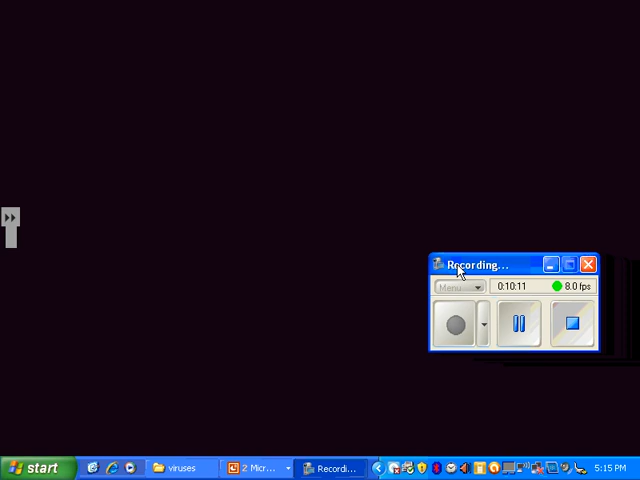 Recording...
Menu
0:10:11
8.0 fps
start
viruses
2 Micr...
Recordi...
5:15 PM